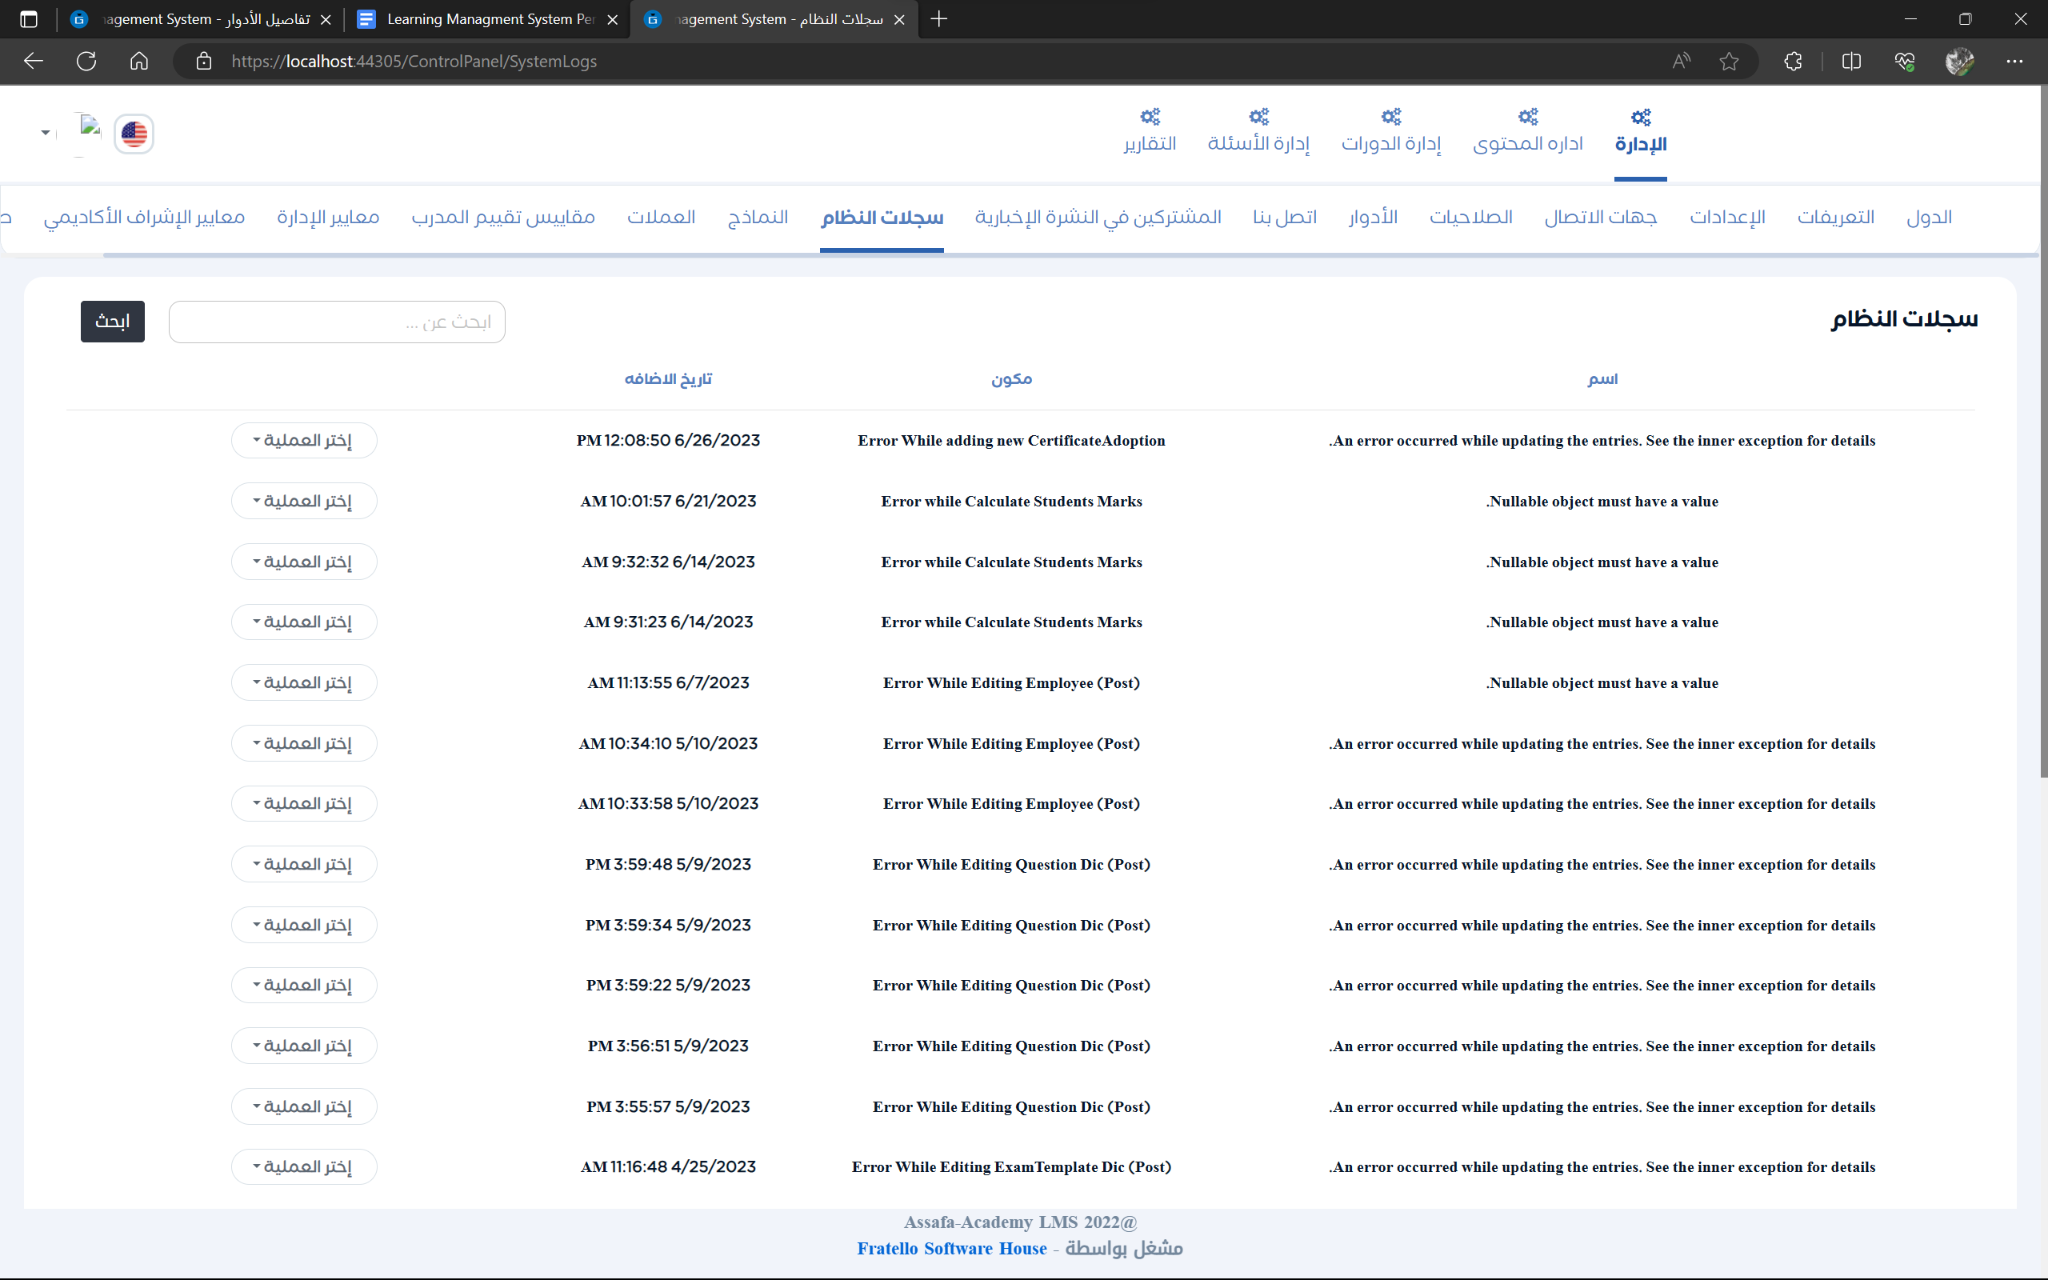 agement System - تفاصيل الأدوار
Learning Managment System Per
agement System - سجلات النظام
https://localhost:44305/ControlPanel/SystemLogs
الإدارة
اداره المحتوى
إدارة الدورات
إدارة الأسئلة
التقارير
الدول التعريفات الإعدادات جهات الاتصال الصلاحيات الأدوار اتصل بنا المشتركين في النشرة الإخبارية سجلات النظام النماذج العملات مقاييس تقييم المدرب معايير الإدارة معايير الإشراف الأكاديمي
سجلات النظام
ابحث عن ...
ابحث
اسم مكون تاريخ الاضافه
.An error occurred while updating the entries. See the inner exception for details Error While adding new CertificateAdoption PM 12:08:50 6/26/2023 إختر العملية
.Nullable object must have a value Error while Calculate Students Marks AM 10:01:57 6/21/2023 إختر العملية
.Nullable object must have a value Error while Calculate Students Marks AM 9:32:32 6/14/2023 إختر العملية
.Nullable object must have a value Error while Calculate Students Marks AM 9:31:23 6/14/2023 إختر العملية
.Nullable object must have a value Error While Editing Employee (Post) AM 11:13:55 6/7/2023 إختر العملية
.An error occurred while updating the entries. See the inner exception for details Error While Editing Employee (Post) AM 10:34:10 5/10/2023 إختر العملية
.An error occurred while updating the entries. See the inner exception for details Error While Editing Employee (Post) AM 10:33:58 5/10/2023 إختر العملية
.An error occurred while updating the entries. See the inner exception for details Error While Editing Question Dic (Post) PM 3:59:48 5/9/2023 إختر العملية
.An error occurred while updating the entries. See the inner exception for details Error While Editing Question Dic (Post) PM 3:59:34 5/9/2023 إختر العملية
.An error occurred while updating the entries. See the inner exception for details Error While Editing Question Dic (Post) PM 3:59:22 5/9/2023 إختر العملية
.An error occurred while updating the entries. See the inner exception for details Error While Editing Question Dic (Post) PM 3:56:51 5/9/2023 إختر العملية
.An error occurred while updating the entries. See the inner exception for details Error While Editing Question Dic (Post) PM 3:55:57 5/9/2023 إختر العملية
.An error occurred while updating the entries. See the inner exception for details Error While Editing ExamTemplate Dic (Post) AM 11:16:48 4/25/2023 إختر العملية
Assafa-Academy LMS 2022@
مشغل بواسطة - Fratello Software House